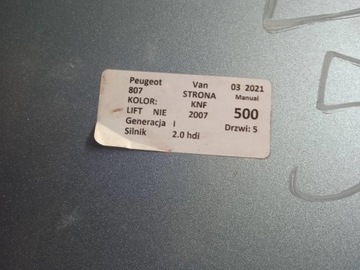 Peugeot Van 03 2021
807 STRONA Manual
KOLOR: KNF 500
LIFT NIE 2007
Generacja I Drzwi: 5
Silnik 2.0 hdi